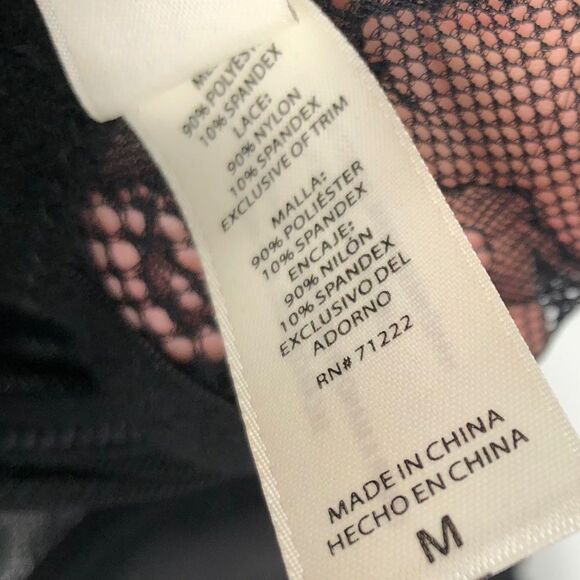 90% POLYESTER
10% SPANDEX
LACE:
90% NYLON
10% SPANDEX
EXCLUSIVE OF TRIM
MALLA:
90% POLIÉSTER
10% SPANDEX
ENCAJE:
90% NILÓN
10% SPANDEX
EXCLUSIVO DEL
ADORNO
RN# 71222
MADE IN CHINA
HECHO EN CHINA
M